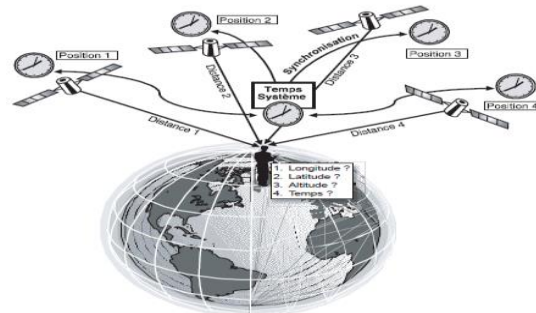 Position 2
Position 1
Position 3
Position 4
Synchronisation
Distance 2
Distance 3
Temps
Système
Distance 1
Distance 4
1. Longitude ?
2. Latitude ?
3. Altitude ?
4. Temps ?